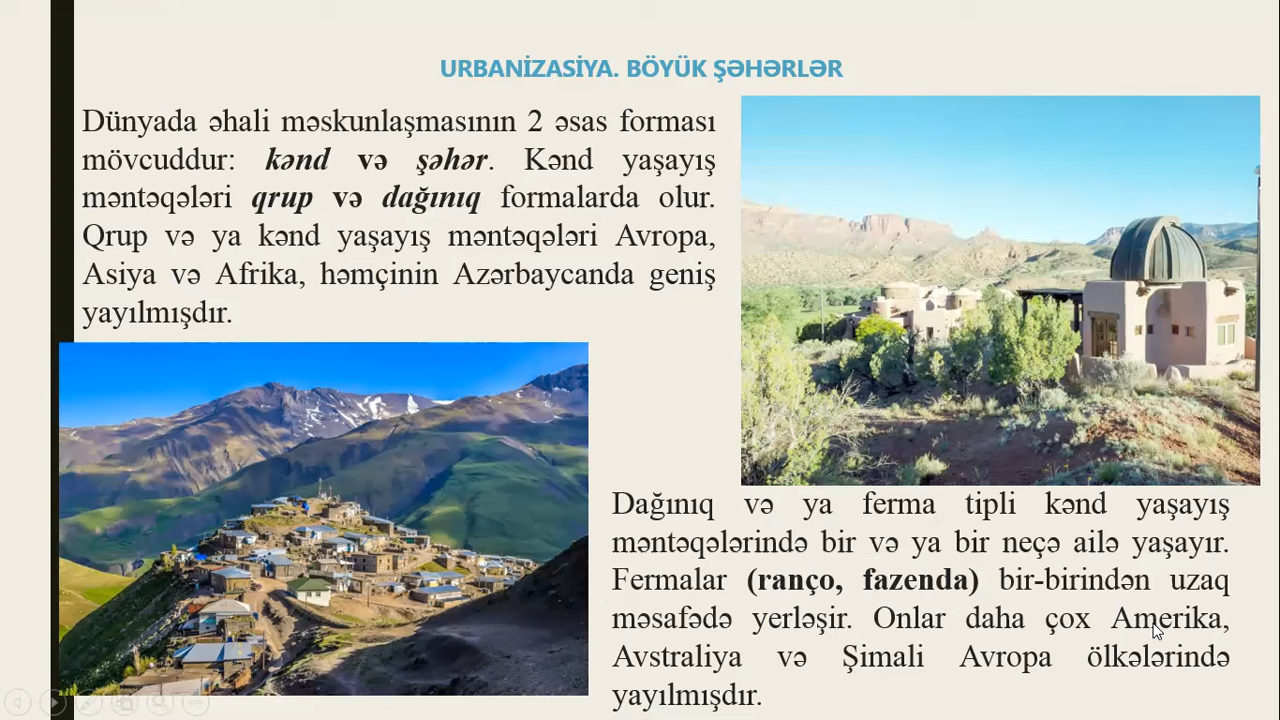 URBANİZASİYA. BÖYÜK ŞƏHƏRLƏR
Dünyada əhali məskunlaşmasının 2 əsas forması
mövcuddur: kənd və şəhər. Kənd yaşayış
məntəqələri qrup və dağınıq formalarda olur.
Qrup və ya kənd yaşayış məntəqələri Avropa,
Asiya və Afrika, həmçinin Azərbaycanda geniş
yayılmışdır.
Dağınıq və ya ferma tipli kənd yaşayış
məntəqələrində bir və ya bir neçə ailə yaşayır.
Fermalar (ranço, fazenda) bir-birindən uzaq
məsafədə yerləşir. Onlar daha çox Amerika,
Avstraliya və Şimali Avropa ölkələrində
yayılmışdır.